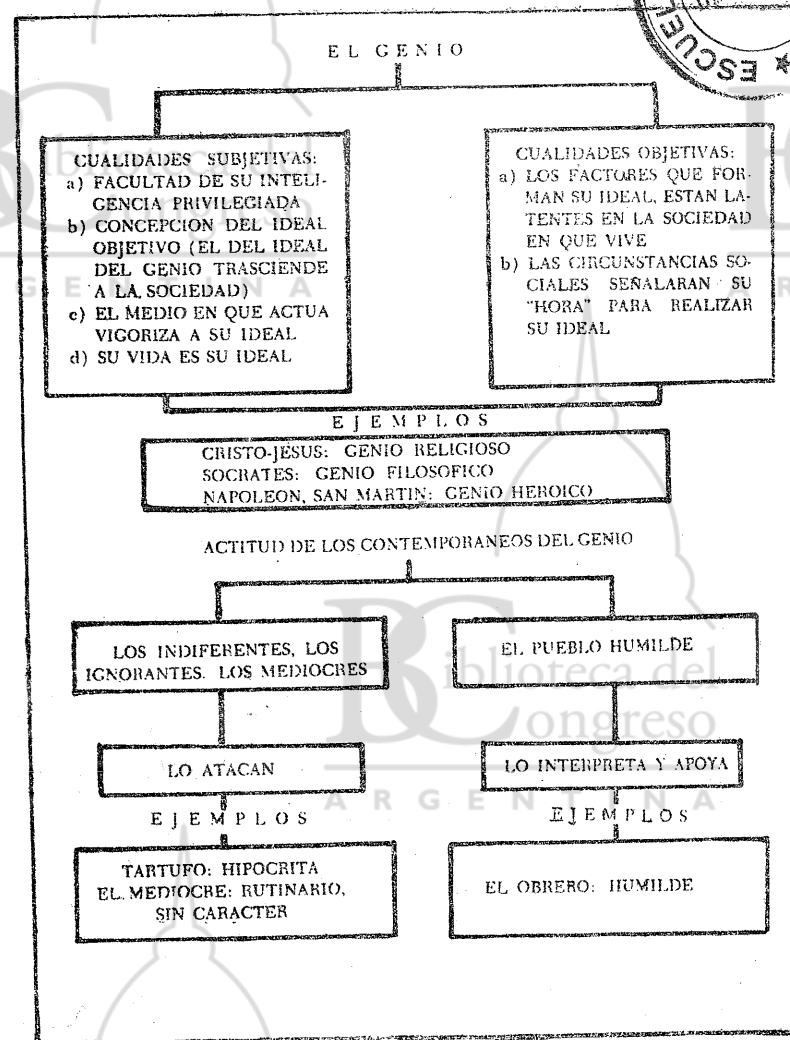 EL GENIO
CUALIDADES SUBJETIVAS:
a) FACULTAD DE SU INTELI-
GENCIA PRIVILEGIADA
b) CONCEPCION DEL IDEAL
OBJETIVO (EL DEL IDEAL
DEL GENIO TRASCIENDE
A LA SOCIEDAD)
c) EL MEDIO EN QUE ACTUA
VIGORIZA A SU IDEAL
d) SU VIDA ES SU IDEAL
CUALIDADES OBJETIVAS:
a) LOS FACTORES QUE FOR-
MAN SU IDEAL, ESTAN LA-
TENTES EN LA SOCIEDAD
EN QUE VIVE
b) LAS CIRCUNSTANCIAS SO-
CIALES SEÑALARAN SU
"HORA" PARA REALIZAR
SU IDEAL
EJEMPLOS
CRISTO-JESUS: GENIO RELIGIOSO
SOCRATES: GENIO FILOSOFICO
NAPOLEON, SAN MARTIN: GENIO HEROICO
ACTITUD DE LOS CONTEMPORANEOS DEL GENIO
LOS INDIFERENTES, LOS
IGNORANTES. LOS MEDIOCRES
EL PUEBLO HUMILDE
LO ATACAN
LO INTERPRETA Y APOYA
EJEMPLOS
EJEMPLOS
TARTUFO: HIPOCRITA
EL MEDIOCRE: RUTINARIO,
SIN CARACTER
EL OBRERO: HUMILDE
Biblioteca del
Congreso
ARGENTINA
★ ESCUEL